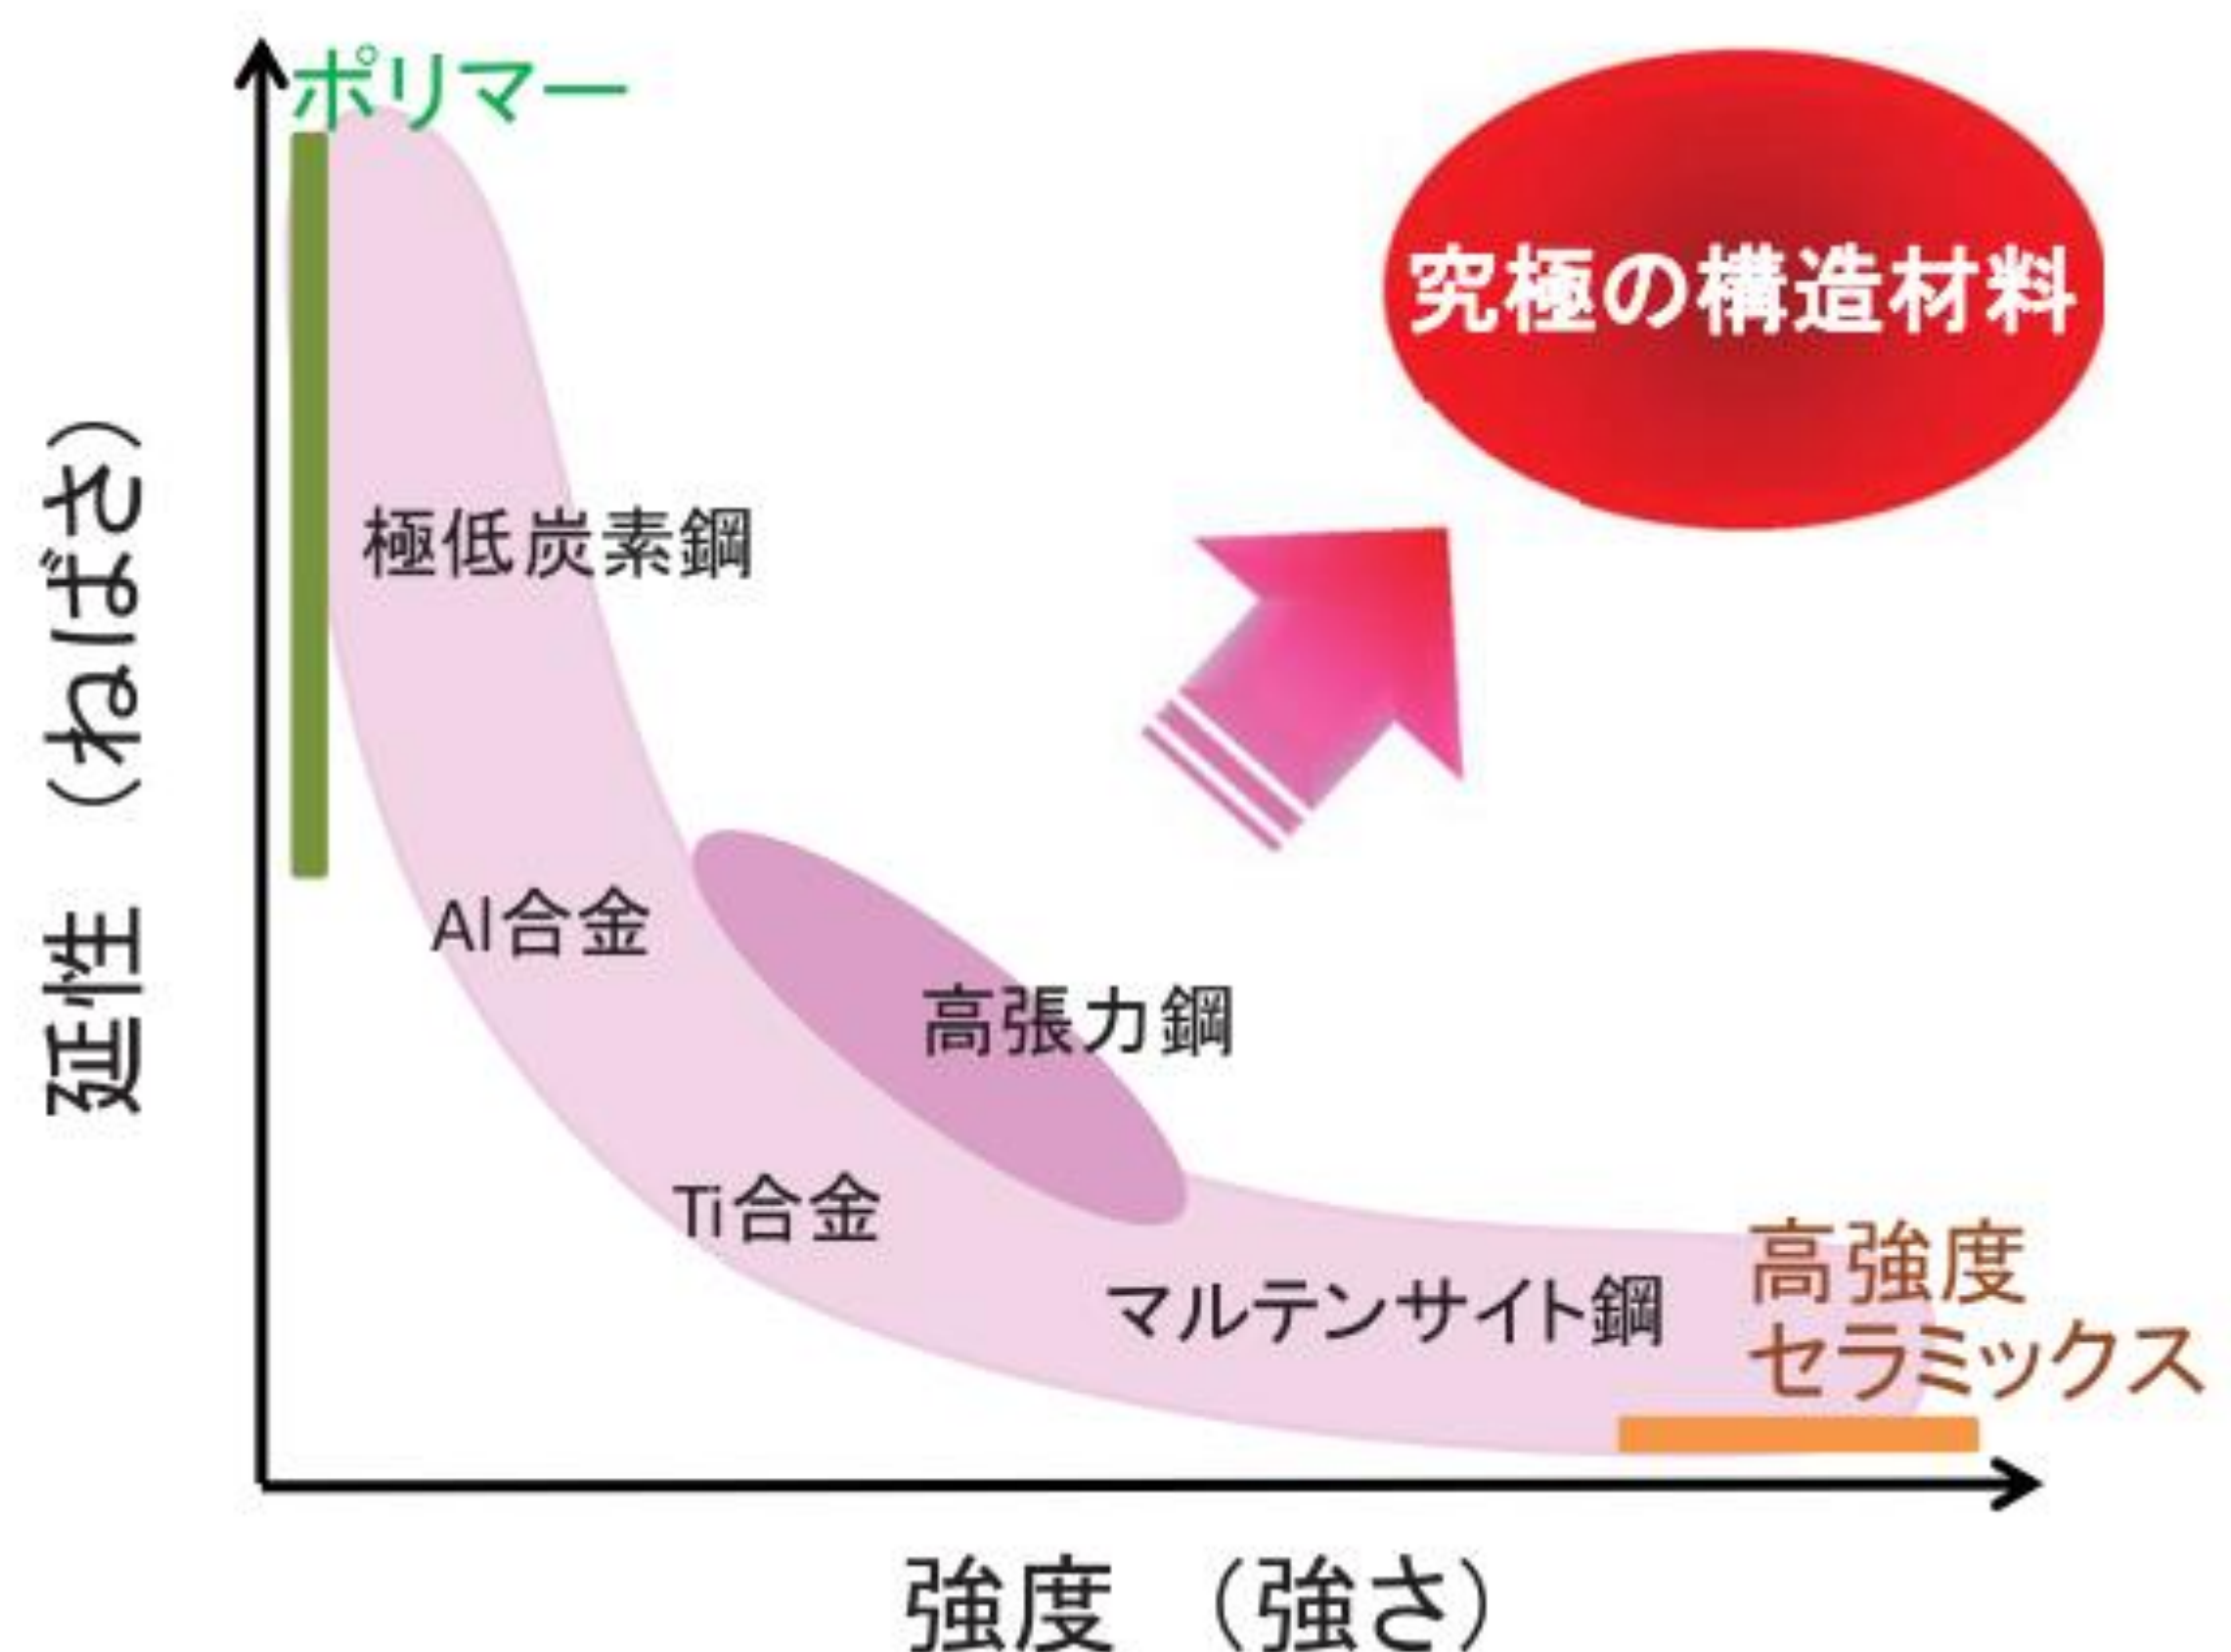 ポリマー
究極の構造材料
極低炭素鋼
Al合金
高張力鋼
Ti合金
マルテンサイト鋼
高強度
セラミックス
延性（ねばさ）
強度（強さ）